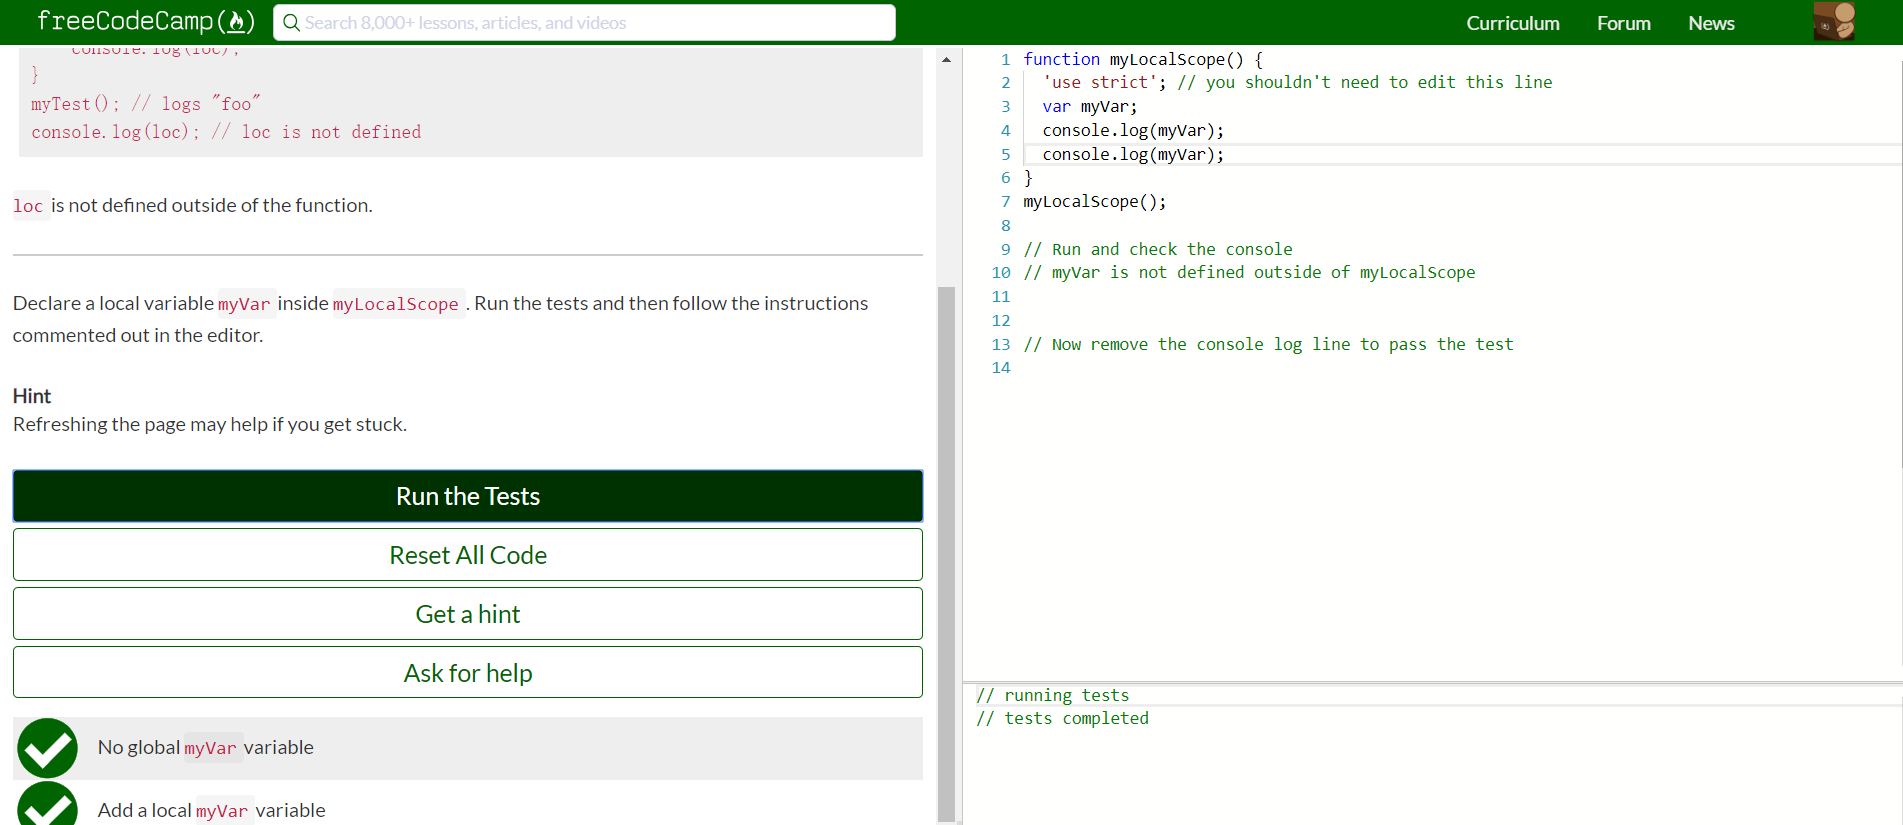 freeCodeCamp
Search 8,000+ lessons, articles, and videos
Curriculum
Forum
News
console.log(loc);
}
myTest(); // logs "foo"
console.log(loc); // loc is not defined
loc is not defined outside of the function.
Declare a local variable myVar inside myLocalScope . Run the tests and then follow the instructions
commented out in the editor.
Hint
Refreshing the page may help if you get stuck.
Run the Tests
Reset All Code
Get a hint
Ask for help
No global myVar variable
Add a local myVar variable
1 function myLocalScope() {
2 'use strict'; // you shouldn't need to edit this line
3 var myVar;
4 console.log(myVar);
5 console.log(myVar);
6 }
7 myLocalScope();
8
9 // Run and check the console
10 // myVar is not defined outside of myLocalScope
11
12
13 // Now remove the console log line to pass the test
14
// running tests
// tests completed